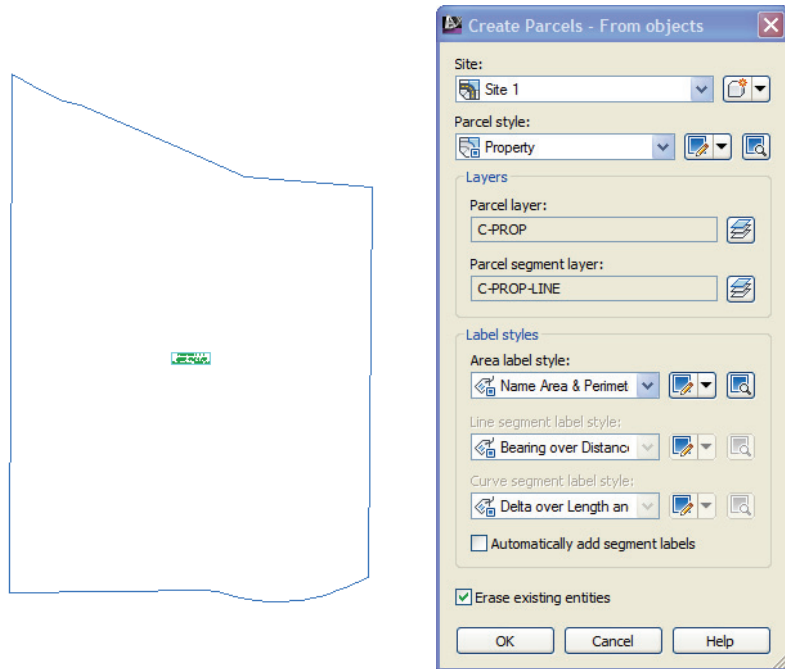 Create Parcels - From objects
Site:
Site 1
Parcel style:
Property
Layers
Parcel layer:
C-PROP
Parcel segment layer:
C-PROP-LINE
Label styles
Area label style:
Name Area & Perimet
Line segment label style:
Bearing over Distanc
Curve segment label style:
Delta over Length an
Automatically add segment labels
Erase existing entities
OK Cancel Help